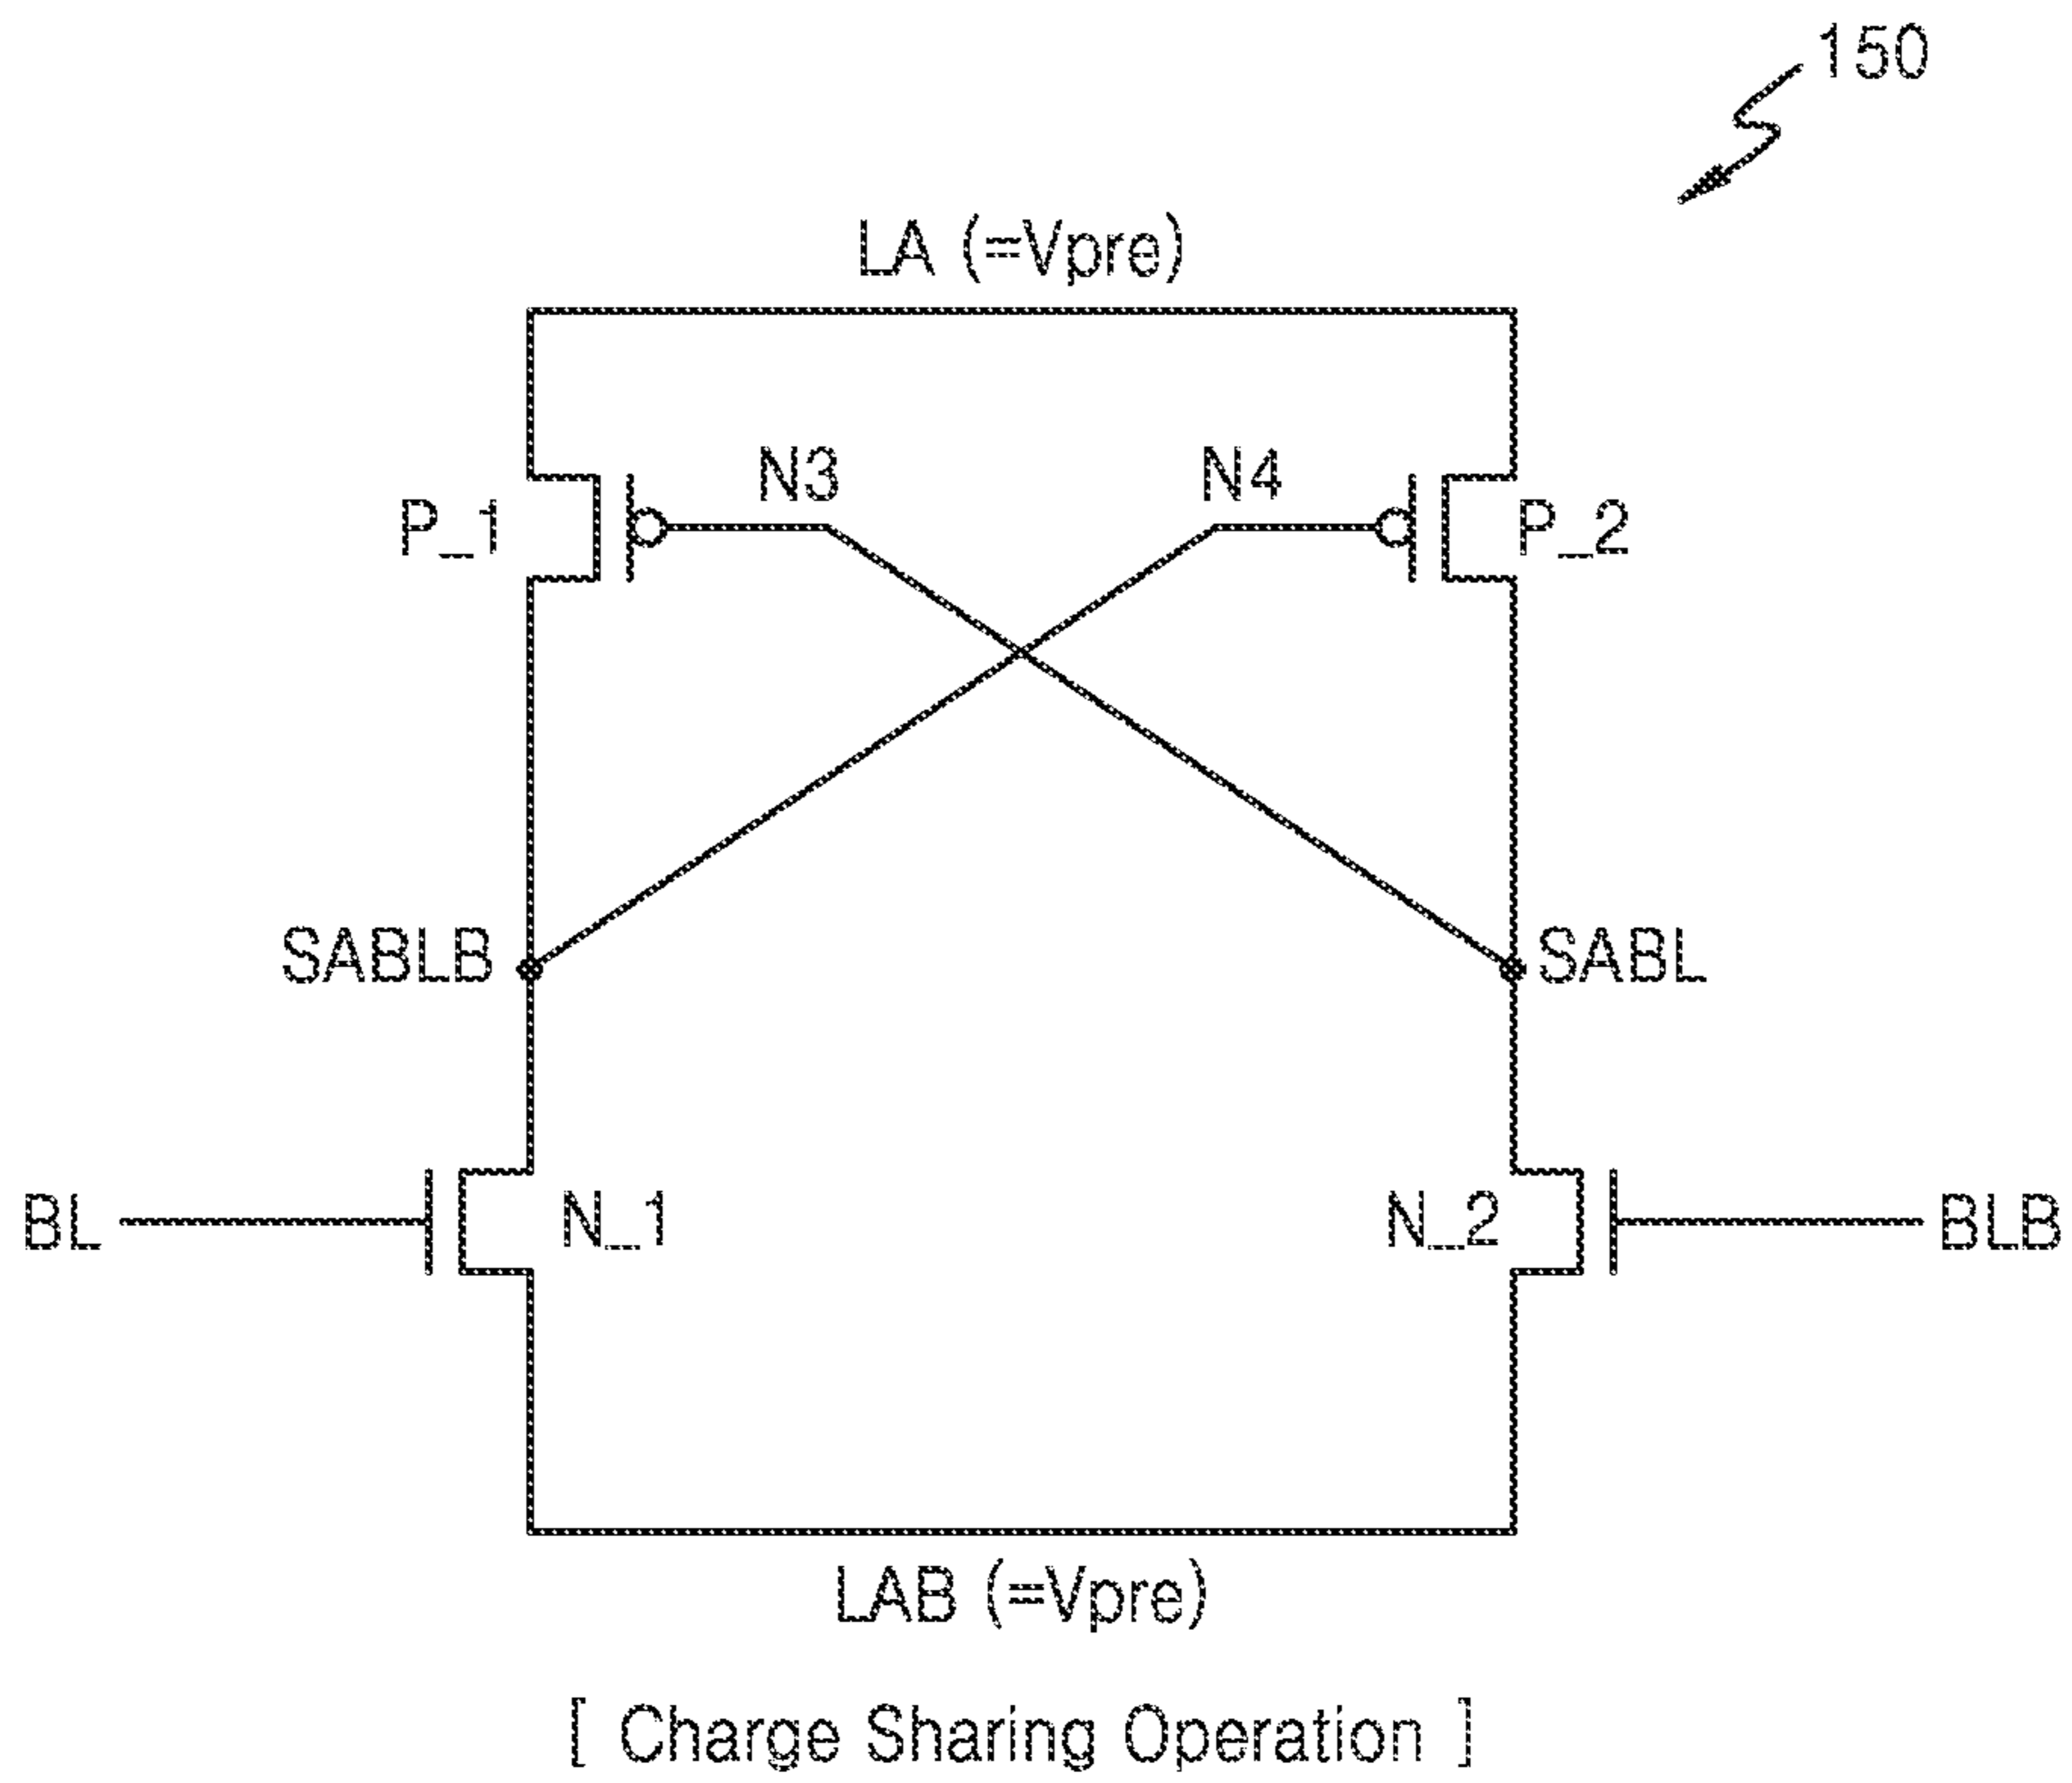 150
LA (=Vpre)
N3
N4
P_1
P_2
SABLB
SABL
BL
N_1
N_2
BLB
LAB (=Vpre)
[ Charge Sharing Operation ]